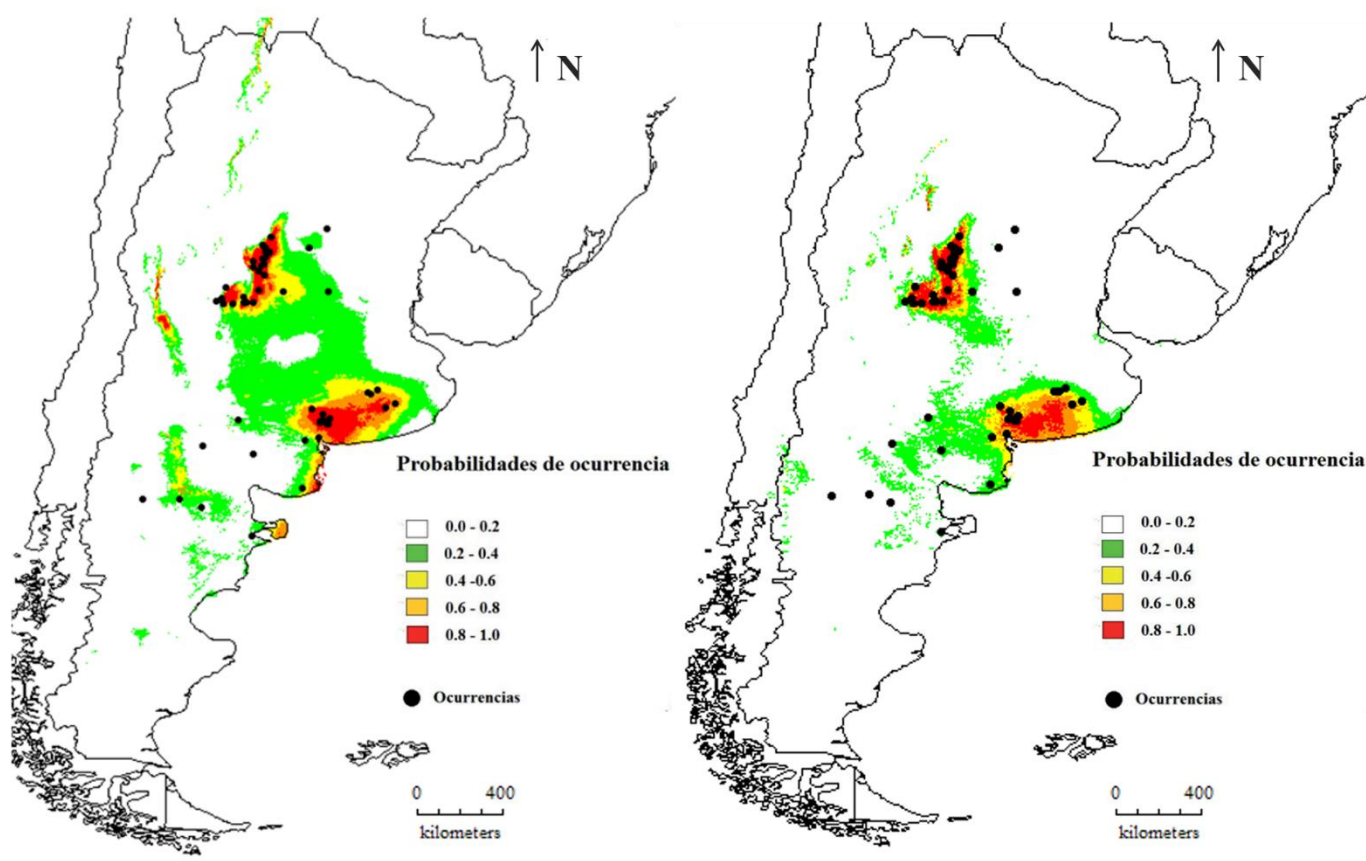 N
Probabilidades de ocurrencia
0.0 - 0.2
0.2 - 0.4
0.4 -0.6
0.6 - 0.8
0.8 - 1.0
Ocurrencias
0 400
kilometers
N
Probabilidades de ocurrencia
0.0 - 0.2
0.2 - 0.4
0.4 -0.6
0.6 - 0.8
0.8 - 1.0
Ocurrencias
0 400
kilometers